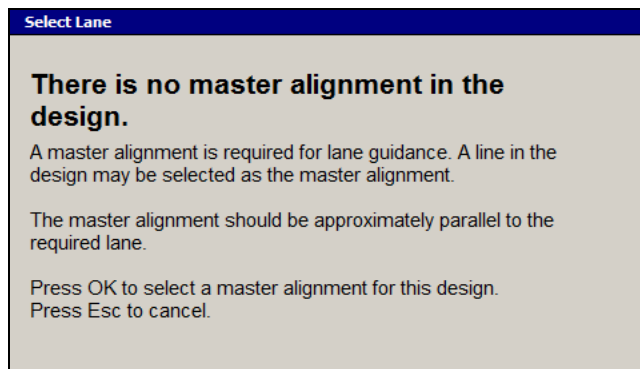 Select Lane
There is no master alignment in the
design.
A master alignment is required for lane guidance. A line in the
design may be selected as the master alignment.
The master alignment should be approximately parallel to the
required lane.
Press OK to select a master alignment for this design.
Press Esc to cancel.